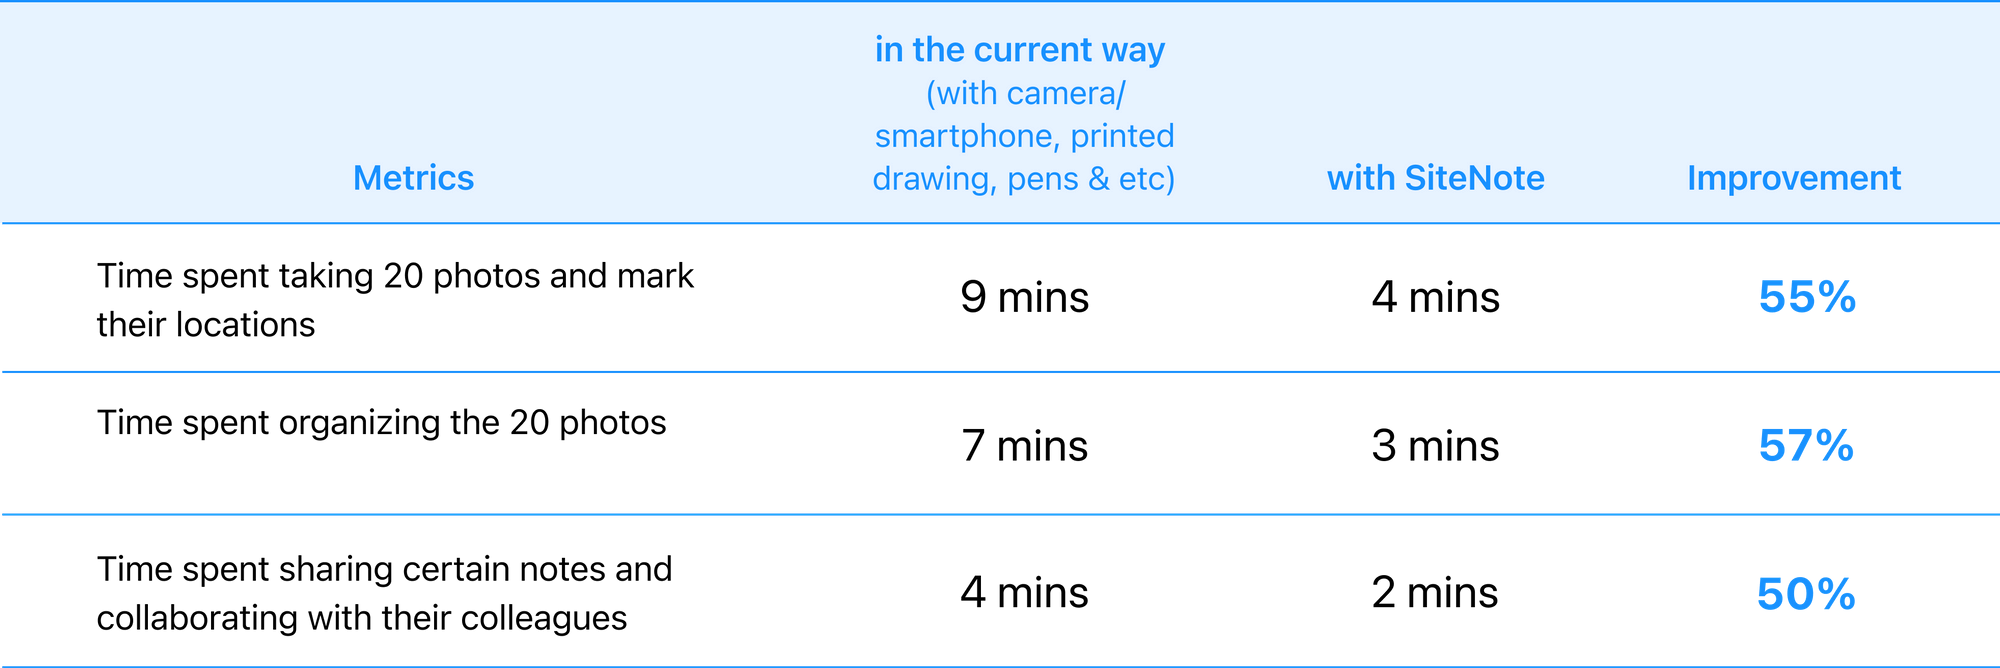 in the current way
(with camera/
smartphone, printed
drawing, pens & etc)
Metrics
with SiteNote
Improvement
Time spent taking 20 photos and mark
their locations
9 mins
4 mins
55%
Time spent organizing the 20 photos
7 mins
3 mins
57%
Time spent sharing certain notes and
collaborating with their colleagues
4 mins
2 mins
50%